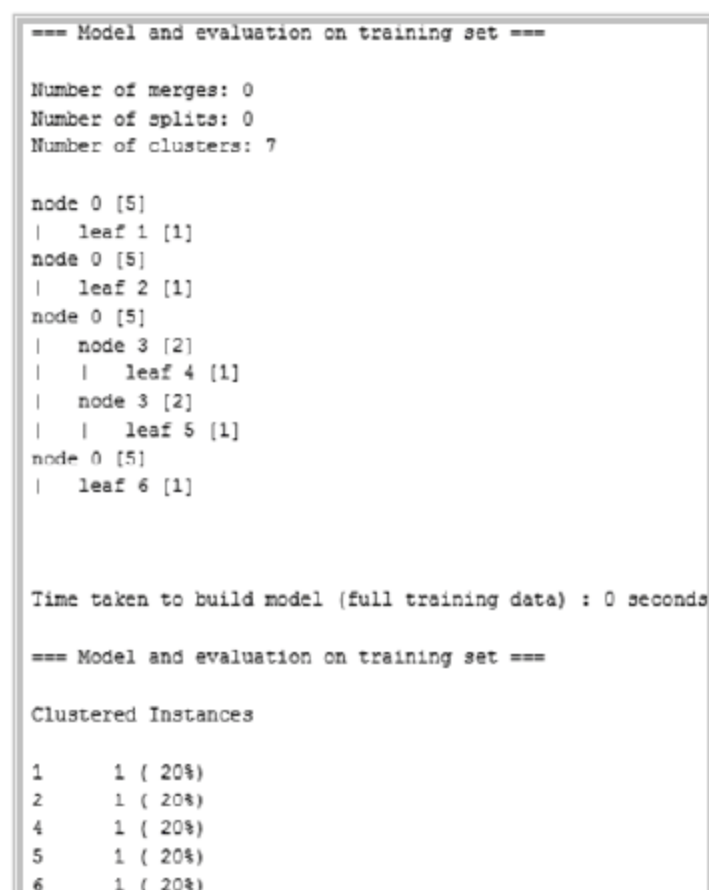 === Model and evaluation on training set ===
Number of merges: 0
Number of splits: 0
Number of clusters: 7
node 0 [5]
|   leaf 1 [1]
node 0 [5]
|   leaf 2 [1]
node 0 [5]
|   node 3 [2]
|   |   leaf 4 [1]
|   node 3 [2]
|   |   leaf 5 [1]
node 0 [5]
|   leaf 6 [1]
Time taken to build model (full training data) : 0 seconds
=== Model and evaluation on training set ===
Clustered Instances
1       1 ( 20%)
2       1 ( 20%)
4       1 ( 20%)
5       1 ( 20%)
6       1 ( 20%)